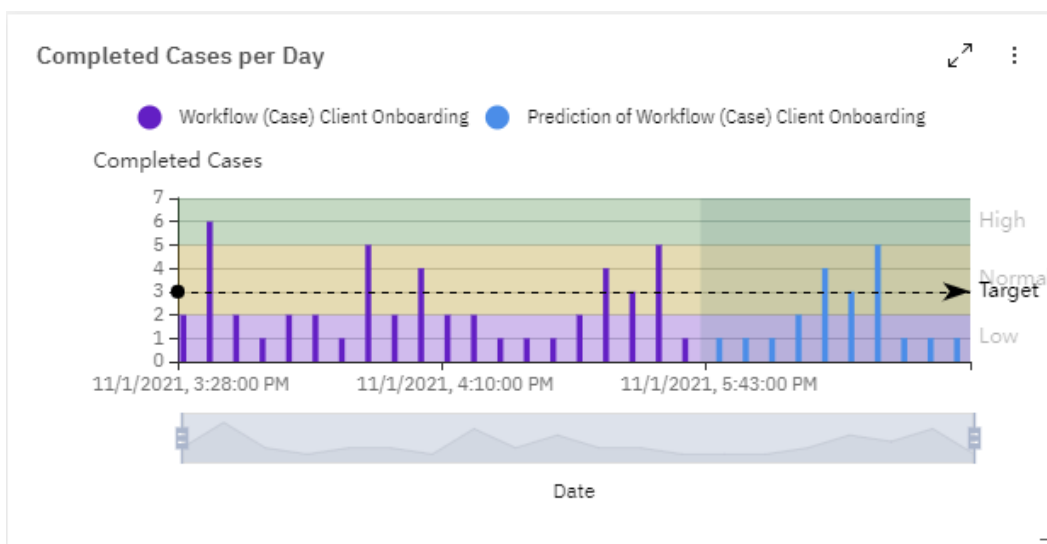 Completed Cases per Day
Workflow (Case) Client Onboarding
Prediction of Workflow (Case) Client Onboarding
Completed Cases
7
6
5
4
3
2
1
0
High
Norma
Target
Low
11/1/2021, 3:28:00 PM
11/1/2021, 4:10:00 PM
11/1/2021, 5:43:00 PM
Date